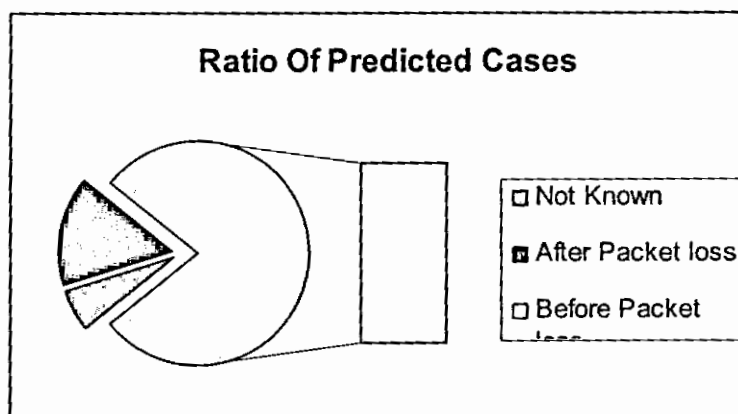 Ratio Of Predicted Cases
Not Known
After Packet loss
Before Packet